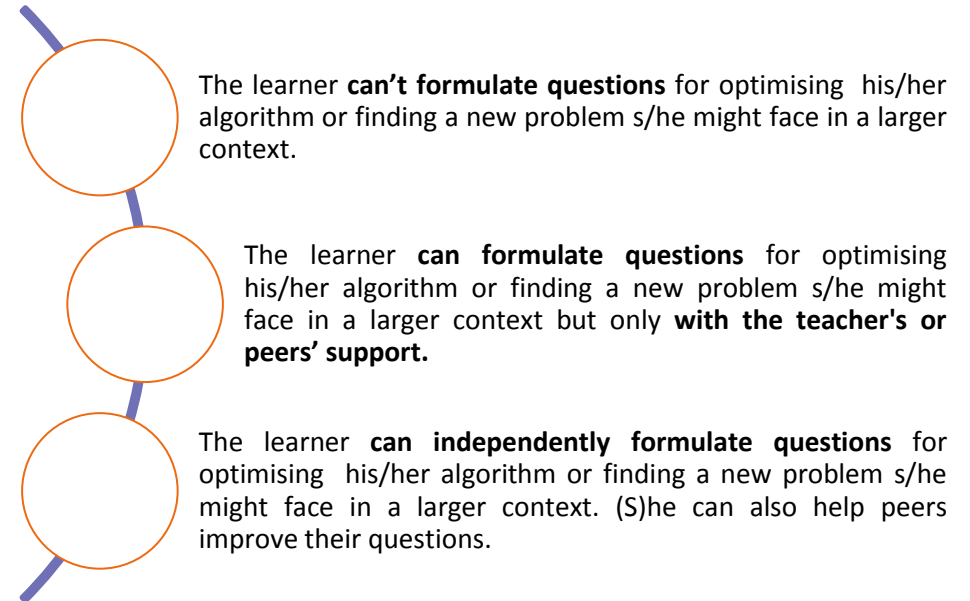 The learner can’t formulate questions for optimising his/her
algorithm or finding a new problem s/he might face in a larger
context.
The learner can formulate questions for optimising
his/her algorithm or finding a new problem s/he might
face in a larger context but only with the teacher's or
peers’ support.
The learner can independently formulate questions for
optimising his/her algorithm or finding a new problem s/he
might face in a larger context. (S)he can also help peers
improve their questions.